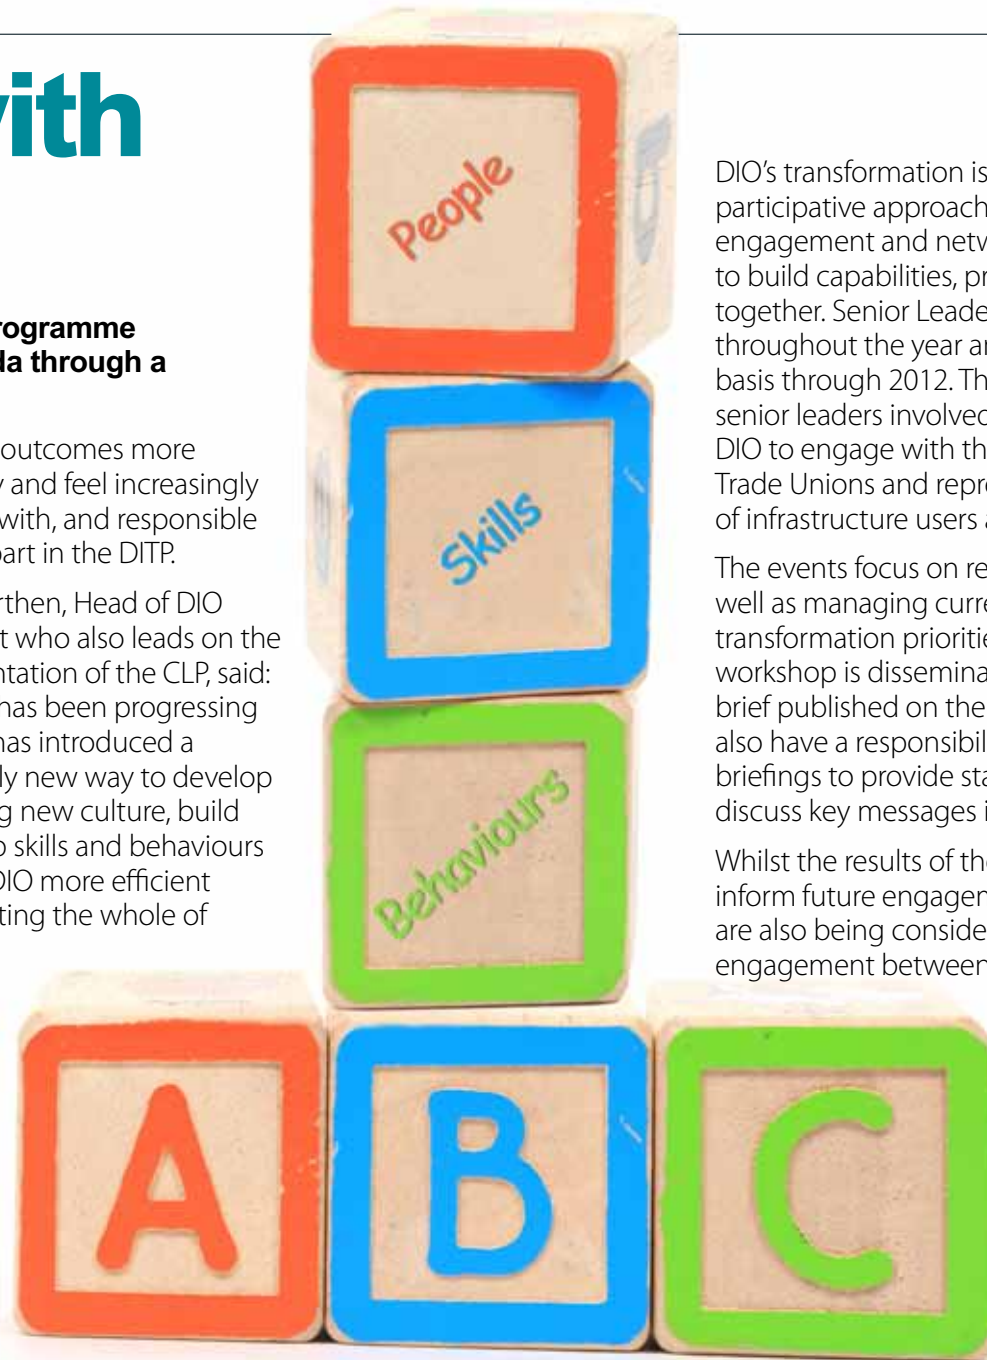 ith
rogramme
da through a
outcomes more
y and feel increasingly
with, and responsible
part in the DITP.
rthen, Head of DIO
t who also leads on the
ntation of the CLP, said:
has been progressing
has introduced a
ly new way to develop
g new culture, build
o skills and behaviours
DIO more efficient
ting the whole of
People
Skills
Behaviours
A B C
DIO’s transformation is
participative approach
engagement and netw
to build capabilities, pr
together. Senior Leade
throughout the year an
basis through 2012. Th
senior leaders involved
DIO to engage with th
Trade Unions and repre
of infrastructure users a
The events focus on re
well as managing curre
transformation prioritie
workshop is dissemina
brief published on the
also have a responsibil
briefings to provide sta
discuss key messages i
Whilst the results of the
inform future engagem
are also being conside
engagement between